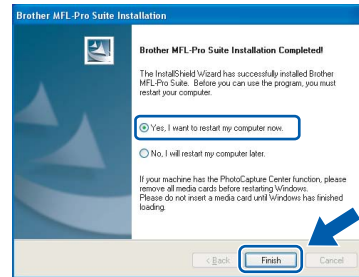 Brother MFL-Pro Suite Installation
Brother MFL-Pro Suite Installation Completed!
The InstallShield Wizard has successfully installed Brother
MFL-Pro Suite. Before you can use the program, you must
restart your computer.
Yes, I want to restart my computer now.
No, I will restart my computer later.
If your machine has the PhotoCapture Center function, please
remove all media cards before restarting Windows.
Please do not insert a media card until Windows has finished
loading.
< Back
Finish
Cancel